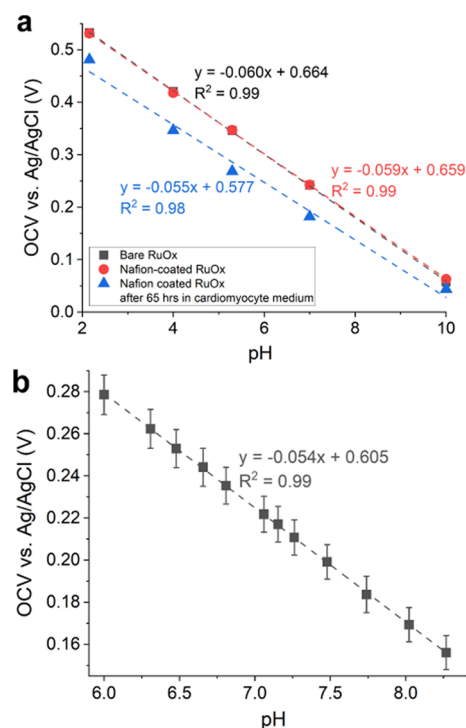 a
OCV vs. Ag/AgCl (V)
0.5
0.4
0.3
0.2
0.1
0.0
y = -0.060x + 0.664
R² = 0.99
y = -0.059x + 0.659
R² = 0.99
y = -0.055x + 0.577
R² = 0.98
Bare RuOx
Nafion-coated RuOx
Nafion coated RuOx
after 65 hrs in cardiomyocyte medium
2 4 6 8 10
pH
b
OCV vs. Ag/AgCl (V)
0.28
0.26
0.24
0.22
0.20
0.18
0.16
y = -0.054x + 0.605
R² = 0.99
6.0 6.5 7.0 7.5 8.0
pH